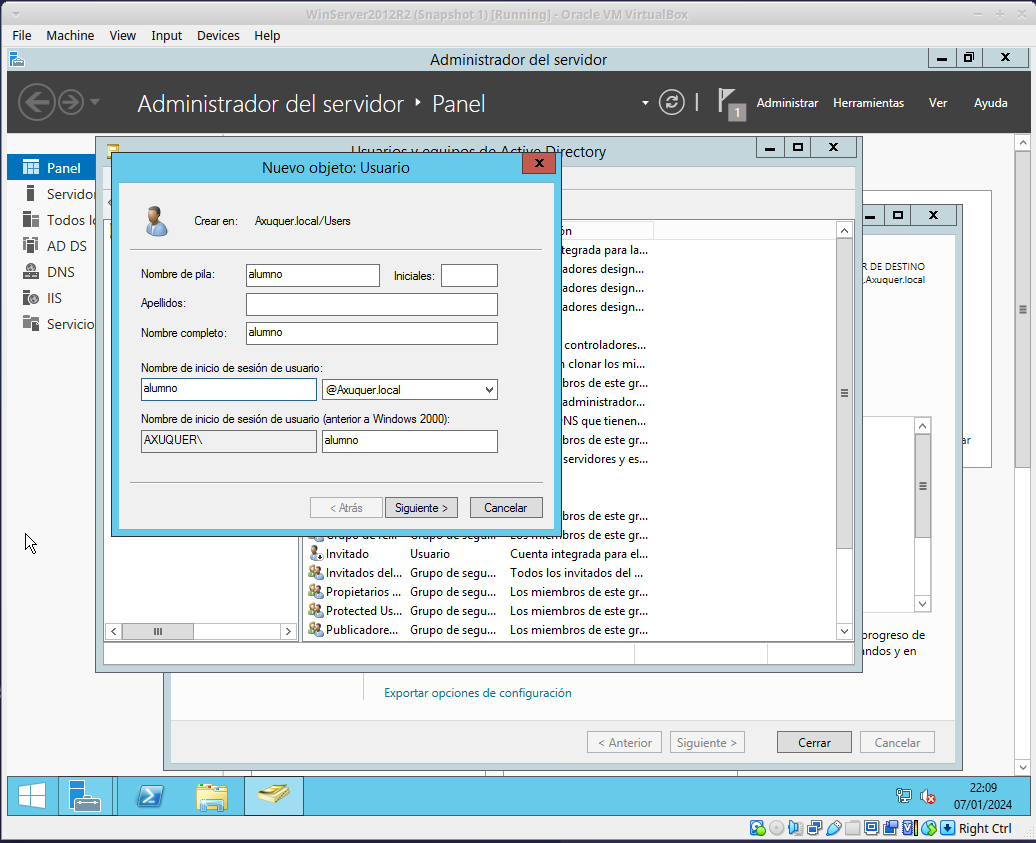 WinServer2012R2 (Snapshot 1) [Running] - Oracle VM VirtualBox
File Machine View Input Devices Help
Administrador del servidor
Administrador del servidor Panel
1
Administrar Herramientas Ver Ayuda
Usuarios y equipos de Active Directory
Nuevo objeto: Usuario
Panel
Servidor
Todos lo
AD DS
DNS
IIS
Servicio
Crear en: Axuquer.local/Users
Nombre de pila: alumno Iniciales:
Apellidos:
Nombre completo: alumno
Nombre de inicio de sesión de usuario:
alumno @Axuquer.local
Nombre de inicio de sesión de usuario (anterior a Windows 2000):
AXUQUER\ alumno
< Atrás Siguiente > Cancelar
ón
tegrada para la...
adores design...
adores design...
adores design...
controladores...
n clonar los mi...
bros de este gr...
administrador...
NS que tienen...
bros de este gr...
servidores y es...
bros de este gr...
Grupo de segu... Los miembros de este gr...
Invitado Usuario Cuenta integrada para el...
Invitados del... Grupo de segu... Todos los invitados del ...
Propietarios ... Grupo de segu... Los miembros de este gr...
Protected Us... Grupo de segu... Los miembros de este gr...
Publicadore... Grupo de segu... Los miembros de este gr...
R DE DESTINO
.Axuquer.local
ar
progreso de
andos y en
Exportar opciones de configuración
< Anterior Siguiente > Cerrar Cancelar
22:09
07/01/2024
Right Ctrl